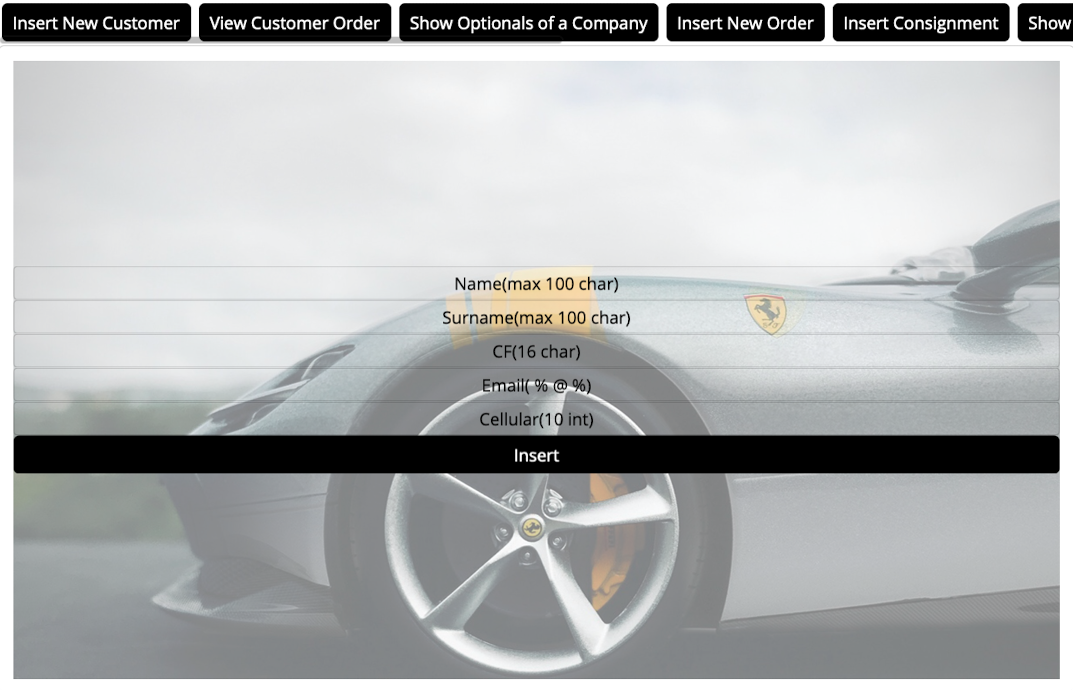 Insert New Customer View Customer Order Show Optionals of a Company Insert New Order Insert Consignment Show
Name(max 100 char)
Surname(max 100 char)
CF(16 char)
Email( % @ %)
Cellular(10 int)
Insert